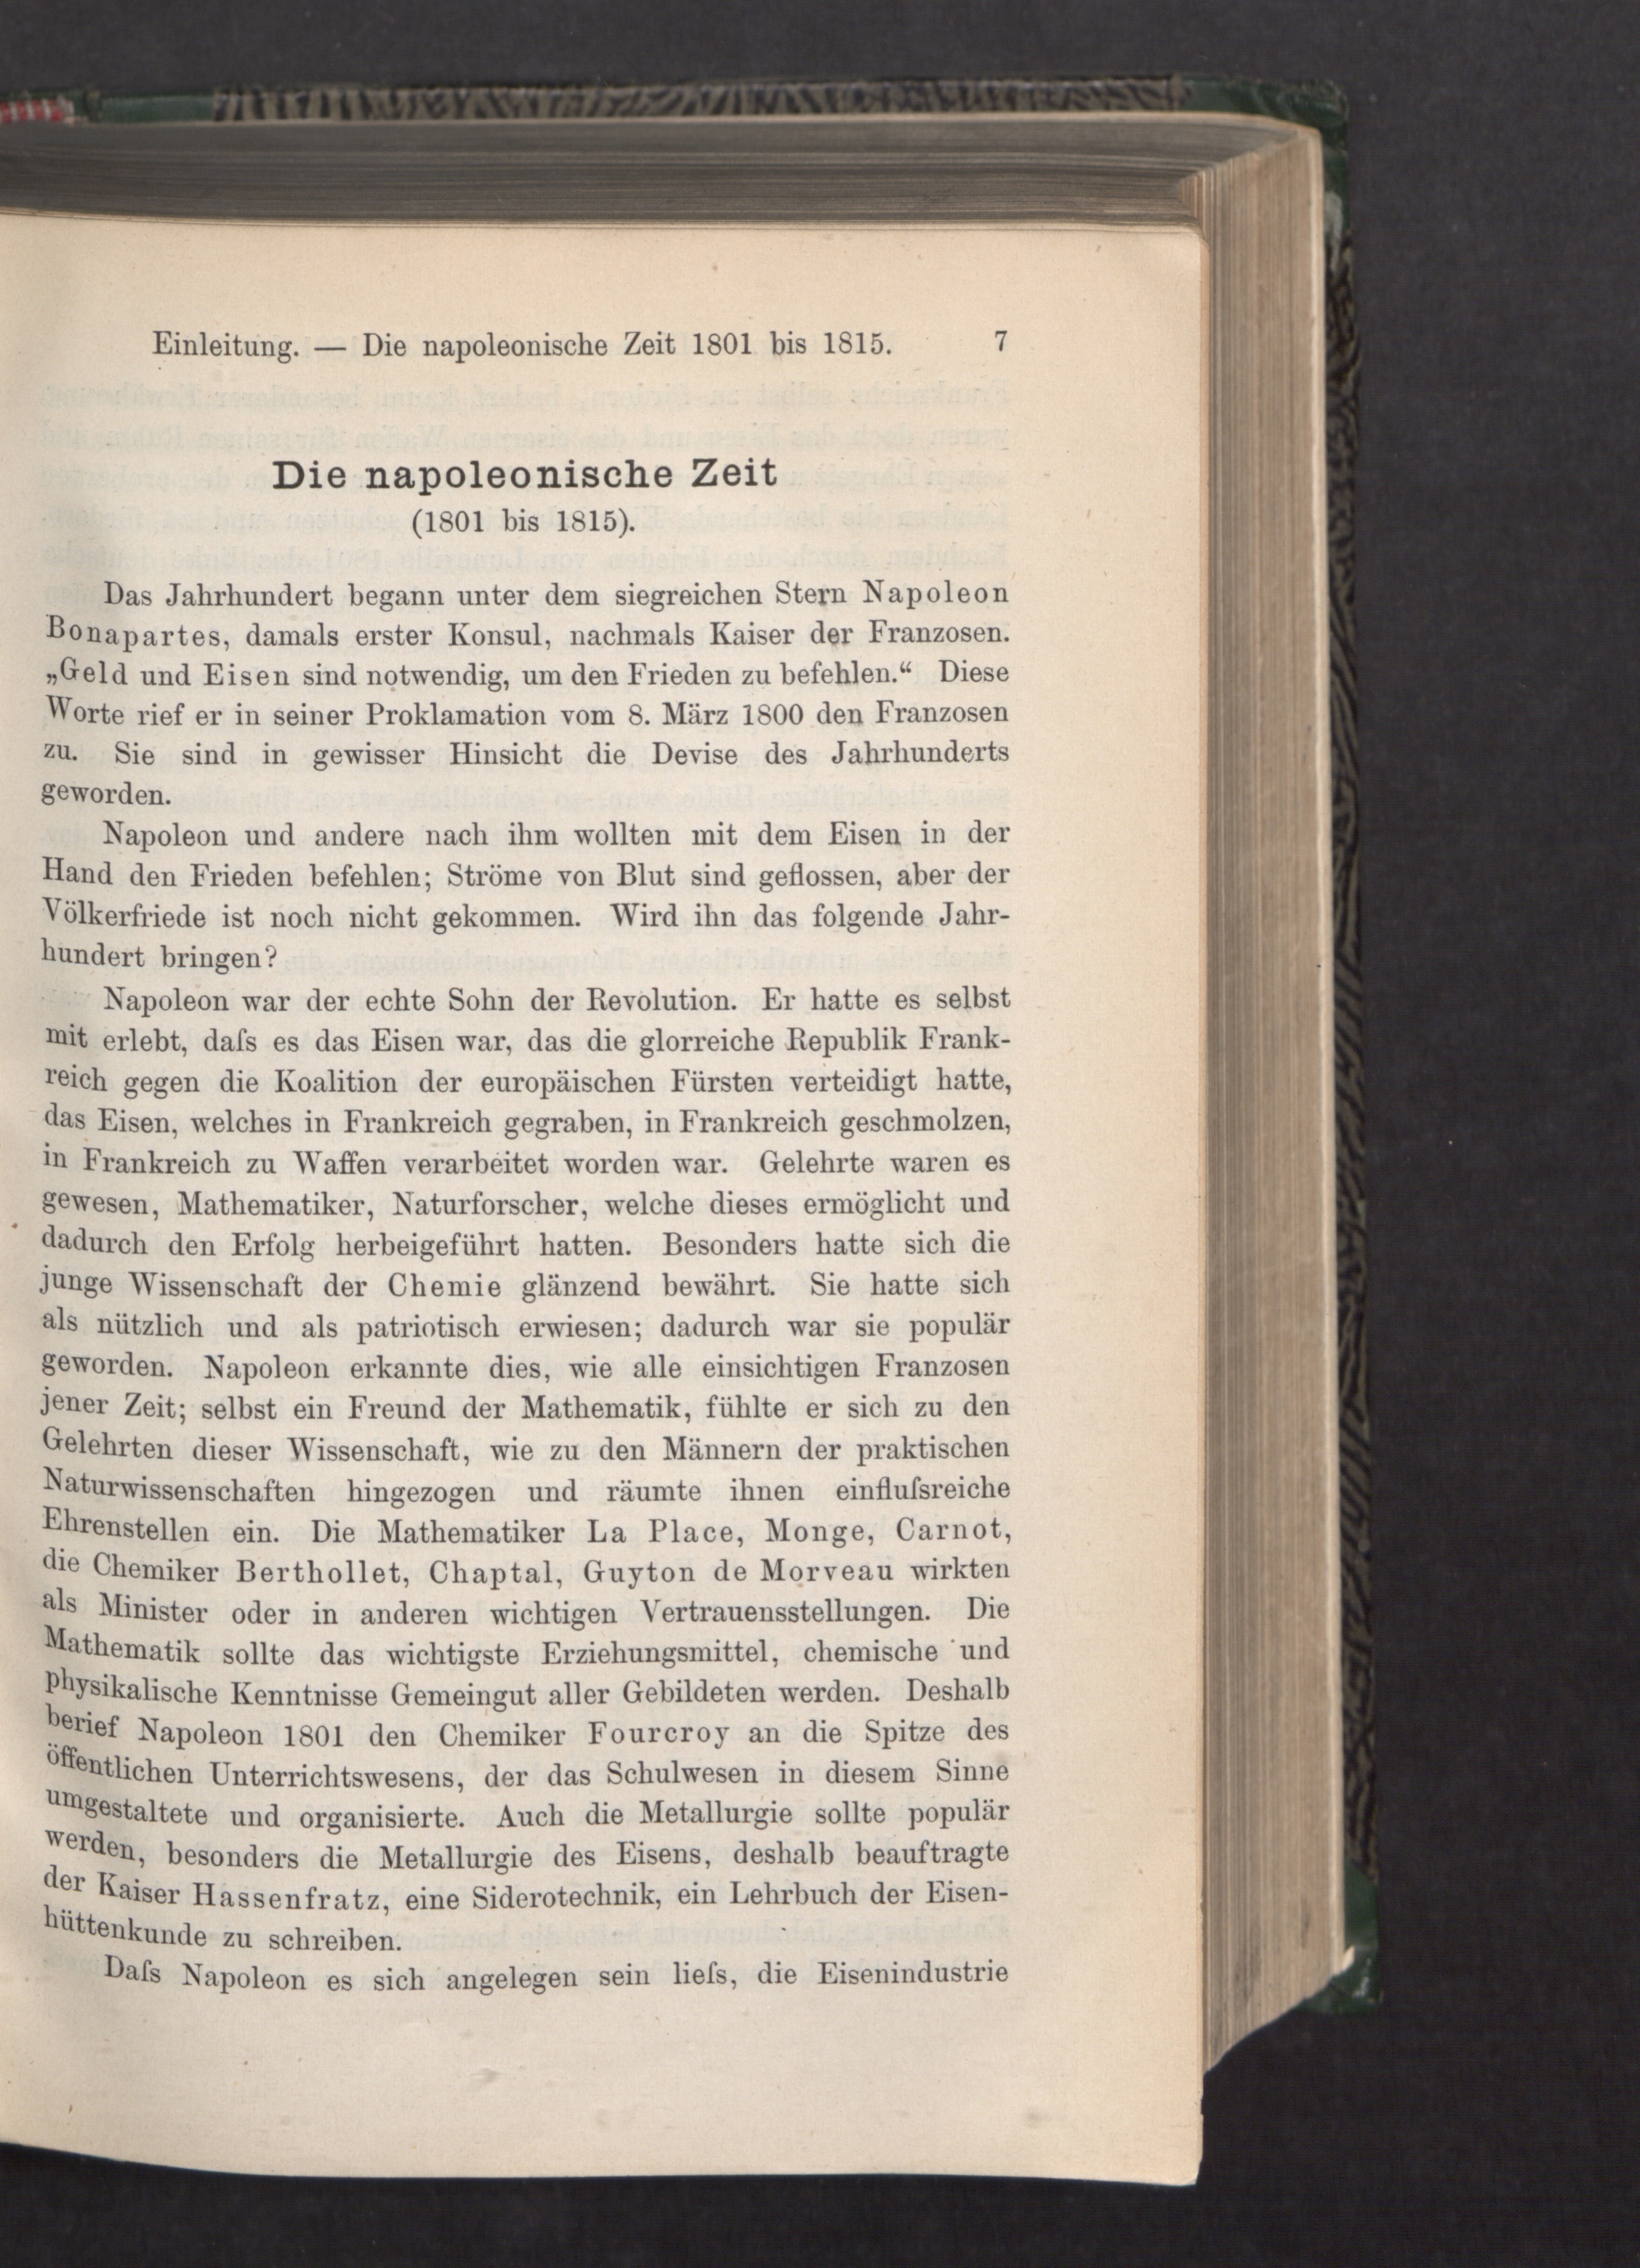 Einleitung. — Die napoleonische Zeit 1801 bis 1815. 7
Die napoleonische Zeit
(1801 bis 1815).
Das Jahrhundert begann unter dem siegreichen Stern Napoleon
Bonapartes, damals erster Konsul, nachmals Kaiser der Franzosen.
„Geld und Eisen sind notwendig, um den Frieden zu befehlen.“ Diese
Worte rief er in seiner Proklamation vom 8. März 1800 den Franzosen
zu. Sie sind in gewisser Hinsicht die Devise des Jahrhunderts
geworden.
Napoleon und andere nach ihm wollten mit dem Eisen in der
Hand den Frieden befehlen; Ströme von Blut sind geflossen, aber der
Völkerfriede ist noch nicht gekommen. Wird ihn das folgende Jahr-
hundert bringen?
Napoleon war der echte Sohn der Revolution. Er hatte es selbst
mit erlebt, daſs es das Eisen war, das die glorreiche Republik Frank-
reich gegen die Koalition der europäischen Fürsten verteidigt hatte,
das Eisen, welches in Frankreich gegraben, in Frankreich geschmolzen,
in Frankreich zu Waffen verarbeitet worden war. Gelehrte waren es
gewesen, Mathematiker, Naturforscher, welche dieses ermöglicht und
dadurch den Erfolg herbeigeführt hatten. Besonders hatte sich die
junge Wissenschaft der Chemie glänzend bewährt. Sie hatte sich
als nützlich und als patriotisch erwiesen; dadurch war sie populär
geworden. Napoleon erkannte dies, wie alle einsichtigen Franzosen
jener Zeit; selbst ein Freund der Mathematik, fühlte er sich zu den
Gelehrten dieser Wissenschaft, wie zu den Männern der praktischen
Naturwissenschaften hingezogen und räumte ihnen einfluſsreiche
Ehrenstellen ein. Die Mathematiker La Place, Monge, Carnot,
die Chemiker Berthollet, Chaptal, Guyton de Morveau wirkten
als Minister oder in anderen wichtigen Vertrauensstellungen. Die
Mathematik sollte das wichtigste Erziehungsmittel, chemische und
physikalische Kenntnisse Gemeingut aller Gebildeten werden. Deshalb
berief Napoleon 1801 den Chemiker Fourcroy an die Spitze des
öffentlichen Unterrichtswesens, der das Schulwesen in diesem Sinne
umgestaltete und organisierte. Auch die Metallurgie sollte populär
werden, besonders die Metallurgie des Eisens, deshalb beauftragte
der Kaiser Hassenfratz, eine Siderotechnik, ein Lehrbuch der Eisen-
hüttenkunde zu schreiben.
Daſs Napoleon es sich angelegen sein lieſs, die Eisenindustrie